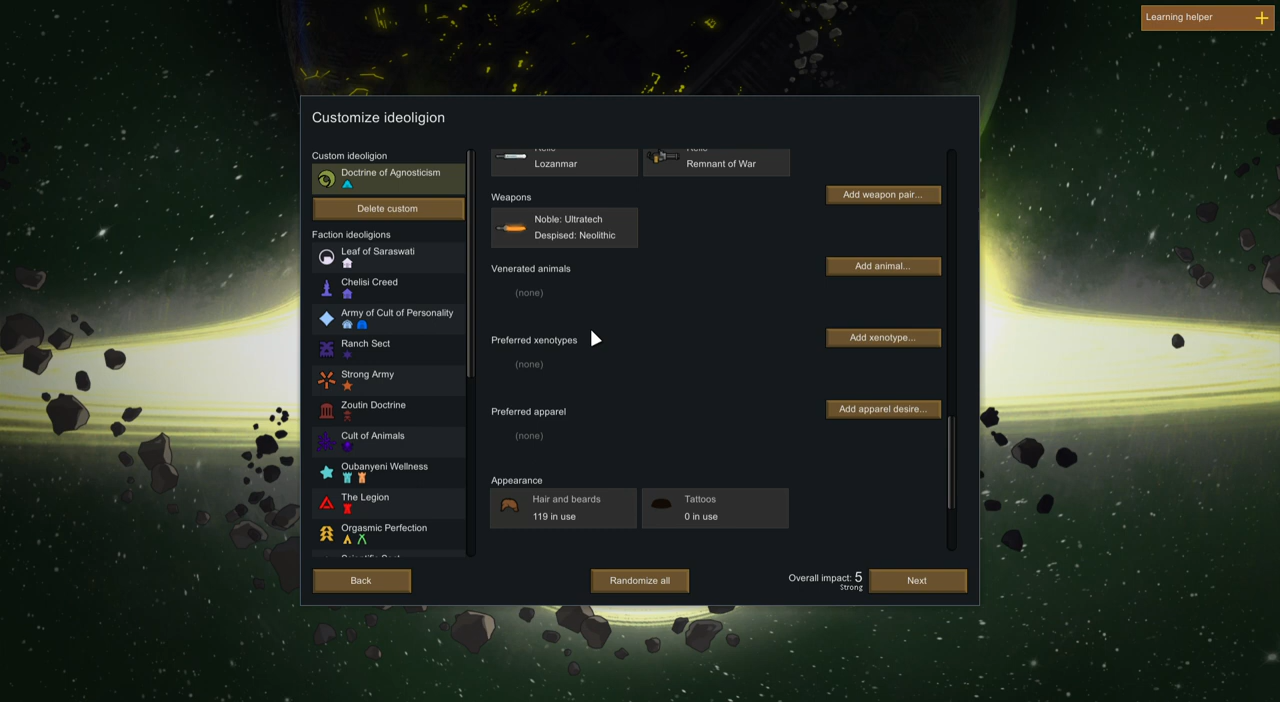 Learning helper
Customize ideoligion
Custom ideoligion
Doctrine of Agnosticism
Delete custom
Faction ideoligions
Leaf of Saraswati
Chelisi Creed
Army of Cult of Personality
Ranch Sect
Strong Army
Zoutin Doctrine
Cult of Animals
Oubanyeni Wellness
The Legion
Orgasmic Perfection
Lozanmar
Remnant of War
Weapons
Add weapon pair...
Noble: Ultratech
Despised: Neolithic
Venerated animals
Add animal...
(none)
Preferred xenotypes
Add xenotype...
(none)
Preferred apparel
Add apparel desire...
(none)
Appearance
Hair and beards
119 in use
Tattoos
0 in use
Back
Randomize all
Overall impact: 5
Strong
Next